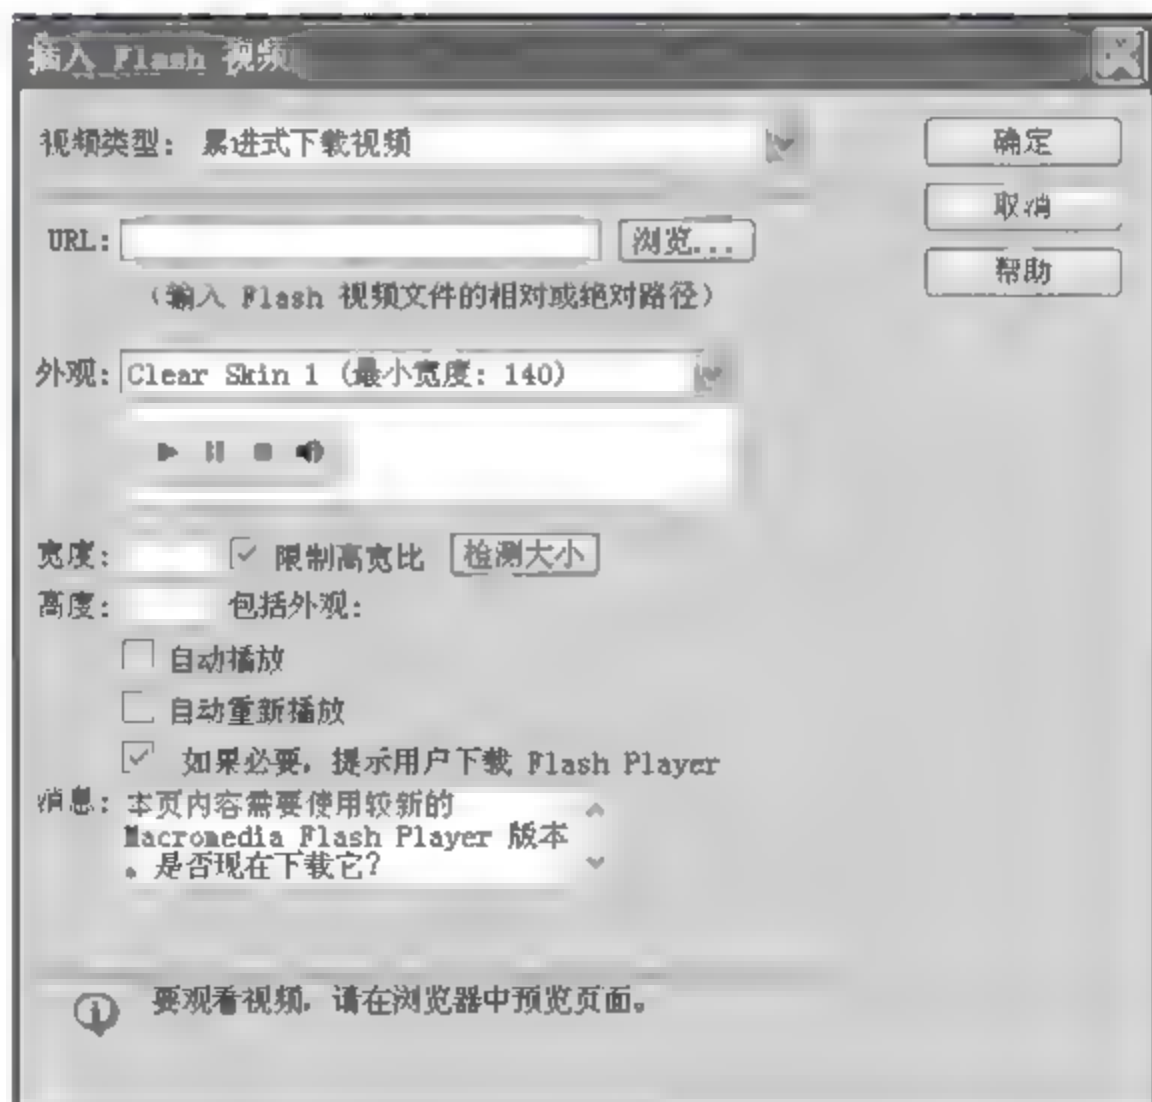 插入 Flash 视频
视频类型: 累进式下载视频
确定
取消
URL: 浏览...
帮助
(输入 Flash 视频文件的相对或绝对路径)
外观: Clear Skin 1 (最小宽度: 140)
宽度: 限制高宽比 检测大小
高度: 包括外观:
自动播放
自动重新播放
如果必要, 提示用户下载 Flash Player
消息: 本页内容需要使用较新的
Macromedia Flash Player 版本
。是否现在下载它?
要观看视频, 请在浏览器中预览页面。